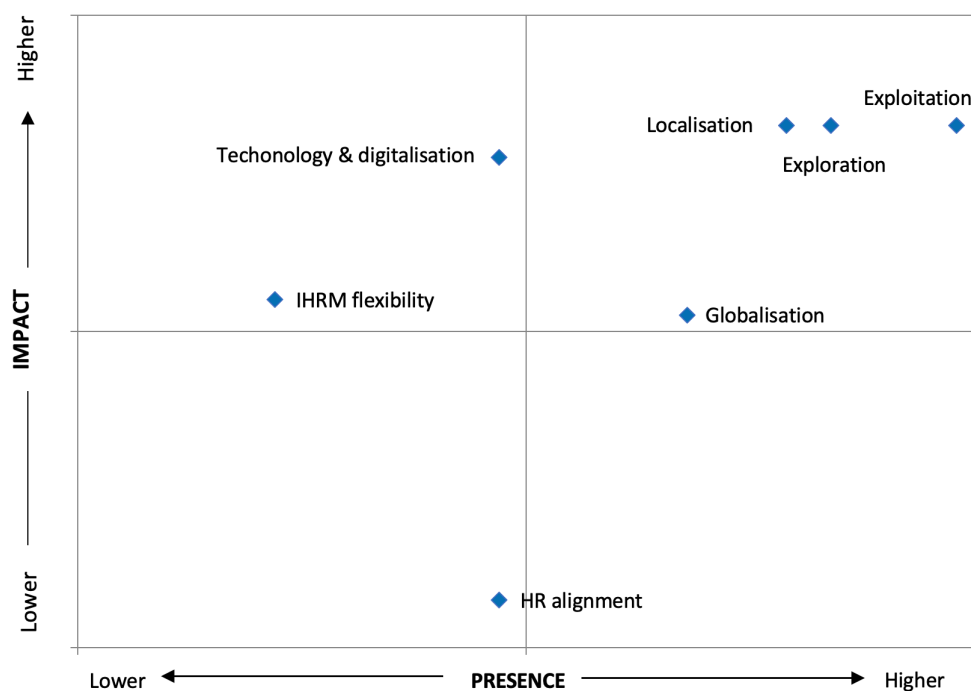 Higher
Exploitation
Localisation
Techonology & digitalisation
Exploration
IHRM flexibility
Globalisation
IMPACT
HR alignment
Lower
Lower
PRESENCE
Higher